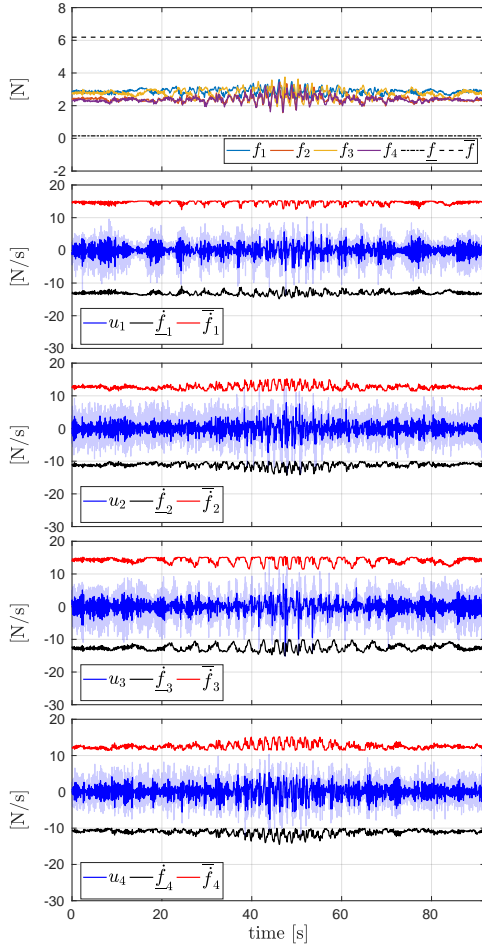 8
6
4
2
0
-2
[N]
f₁ f₂ f₃ f₄ f̲ f̅
20
10
0
-10
-20
-30
[N/s]
u₁ ḟ̲₁ ḟ̅₁
20
10
0
-10
-20
-30
[N/s]
u₂ ḟ̲₂ ḟ̅₂
20
10
0
-10
-20
-30
[N/s]
u₃ ḟ̲₃ ḟ̅₃
20
10
0
-10
-20
-30
[N/s]
u₄ ḟ̲₄ ḟ̅₄
0 20 40 60 80
time [s]